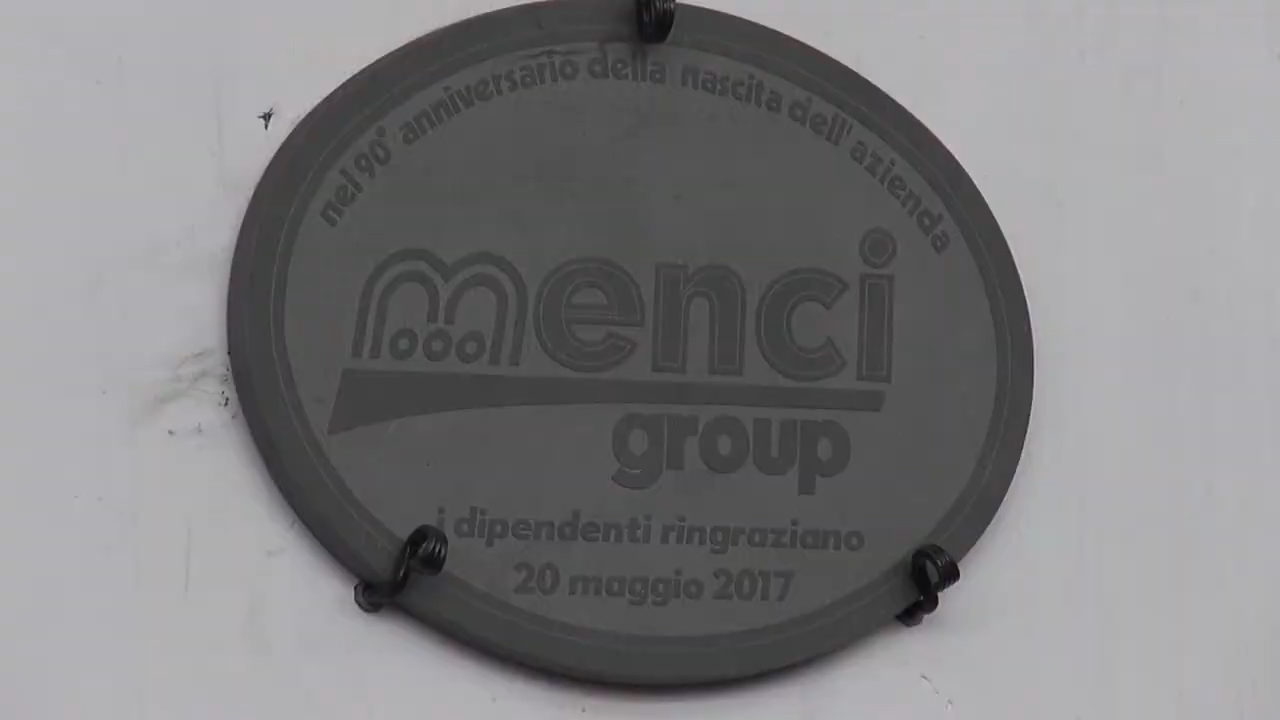 nel 90° anniversario della nascita dell'azienda
menci
group
i dipendenti ringraziano
20 maggio 2017